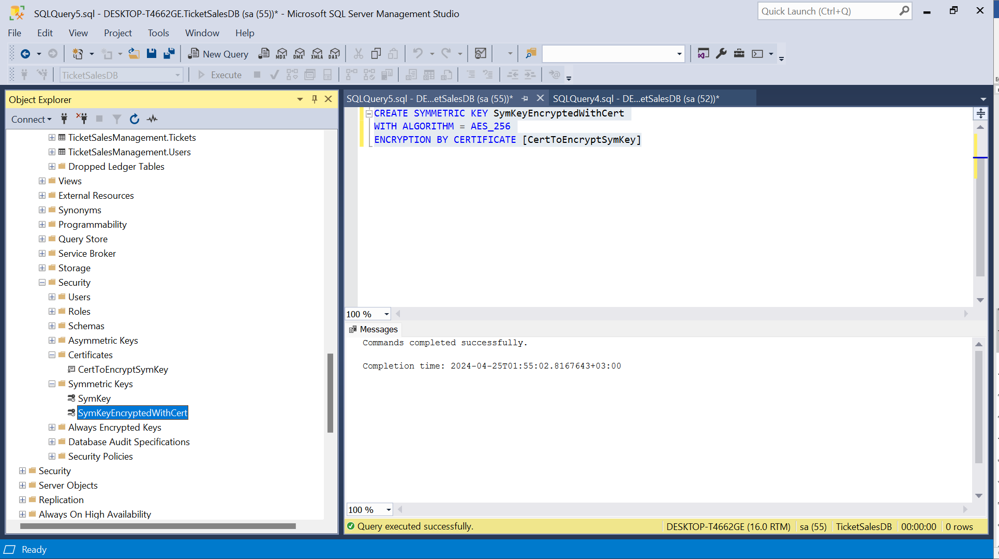 SQLQuery5.sql - DESKTOP-T4662GE.TicketSalesDB (sa (55))* - Microsoft SQL Server Management Studio
Quick Launch (Ctrl+Q)
File Edit View Project Tools Window Help
New Query MDX DMX XMLA DAX
TicketSalesDB Execute
Object Explorer
Connect
TicketSalesManagement.Tickets
TicketSalesManagement.Users
Dropped Ledger Tables
Views
External Resources
Synonyms
Programmability
Query Store
Service Broker
Storage
Security
Users
Roles
Schemas
Asymmetric Keys
Certificates
CertToEncryptSymKey
Symmetric Keys
SymKey
SymKeyEncryptedWithCert
Always Encrypted Keys
Database Audit Specifications
Security Policies
Security
Server Objects
Replication
Always On High Availability
SQLQuery5.sql - DE...etSalesDB (sa (55))*
SQLQuery4.sql - DE...etSalesDB (sa (52))*
CREATE SYMMETRIC KEY SymKeyEncryptedWithCert
WITH ALGORITHM = AES_256
ENCRYPTION BY CERTIFICATE [CertToEncryptSymKey]
100 %
Messages
Commands completed successfully.
Completion time: 2024-04-25T01:55:02.8167643+03:00
100 %
Query executed successfully.
DESKTOP-T4662GE (16.0 RTM) sa (55) TicketSalesDB 00:00:00 0 rows
Ready